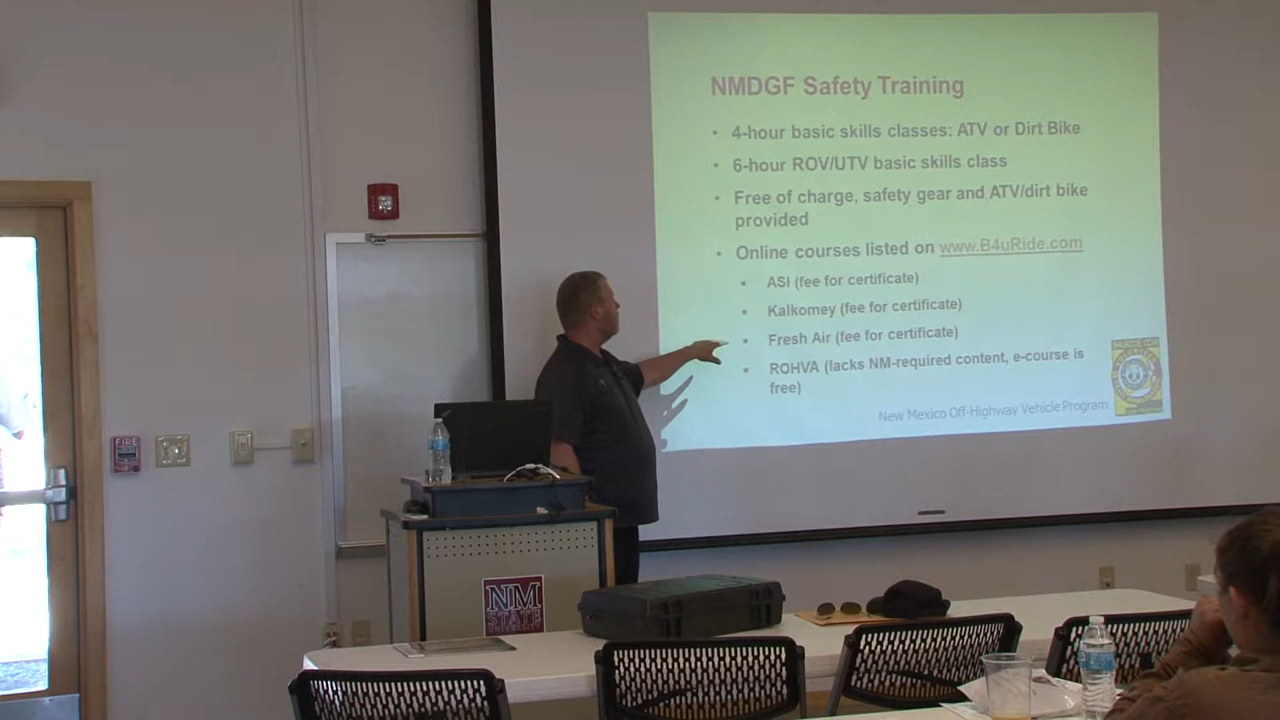 NMDGF Safety Training
• 4-hour basic skills classes: ATV or Dirt Bike
• 6-hour ROV/UTV basic skills class
• Free of charge, safety gear and ATV/dirt bike
provided
• Online courses listed on www.B4uRide.com
▪ ASI (fee for certificate)
▪ Kalkomey (fee for certificate)
▪ Fresh Air (fee for certificate)
▪ ROHVA (lacks NM-required content, e-course is
free)
New Mexico Off-Highway Vehicle Program
FIRE
NM
STATE
UNIVERSITY